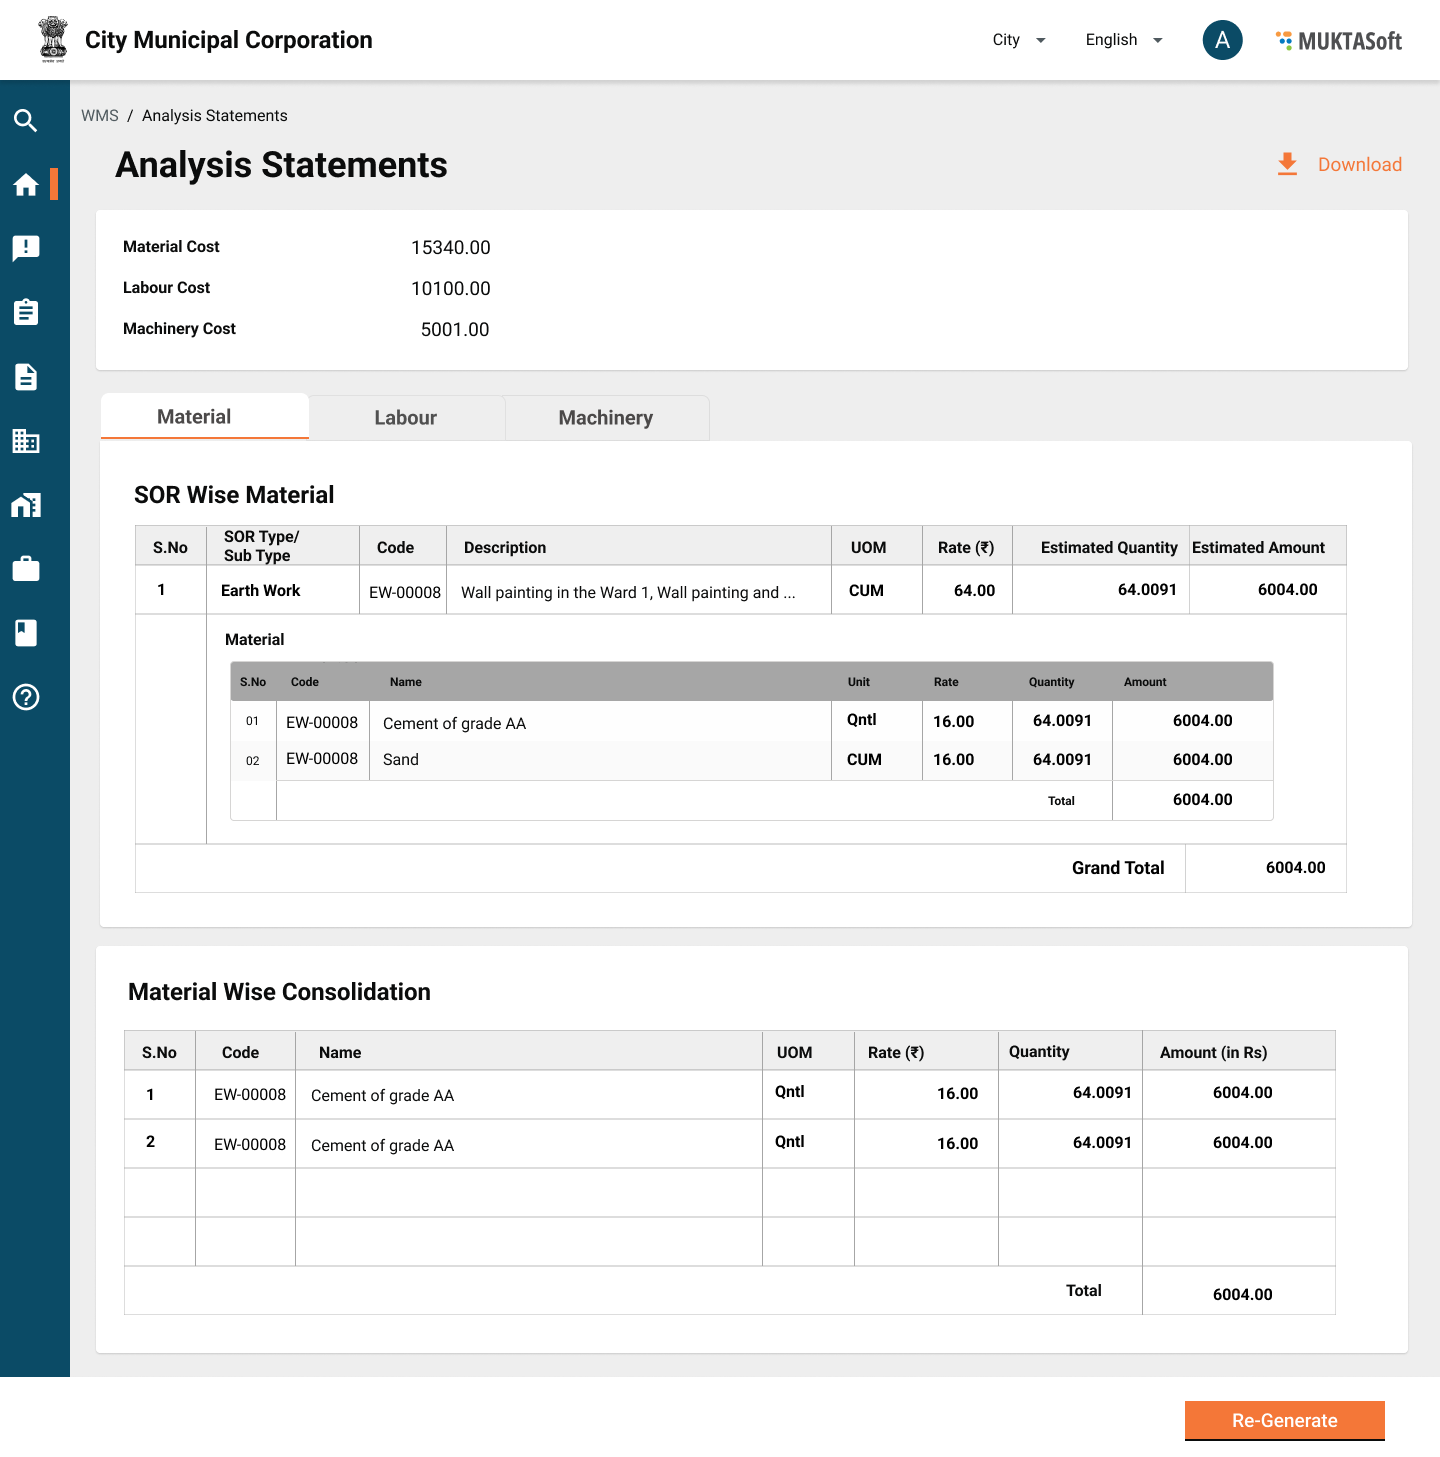 City Municipal Corporation
City
English
A
MUKTASoft
WMS / Analysis Statements
Analysis Statements
Download
Material Cost 15340.00
Labour Cost 10100.00
Machinery Cost 5001.00
Material Labour Machinery
SOR Wise Material
S.No SOR Type/ Sub Type Code Description UOM Rate (₹) Estimated Quantity Estimated Amount
1 Earth Work EW-00008 Wall painting in the Ward 1, Wall painting and ... CUM 64.00 64.0091 6004.00
Material
S.No Code Name Unit Rate Quantity Amount
01 EW-00008 Cement of grade AA Qntl 16.00 64.0091 6004.00
02 EW-00008 Sand CUM 16.00 64.0091 6004.00
Total 6004.00
Grand Total 6004.00
Material Wise Consolidation
S.No Code Name UOM Rate (₹) Quantity Amount (in Rs)
1 EW-00008 Cement of grade AA Qntl 16.00 64.0091 6004.00
2 EW-00008 Cement of grade AA Qntl 16.00 64.0091 6004.00
Total 6004.00
Re-Generate